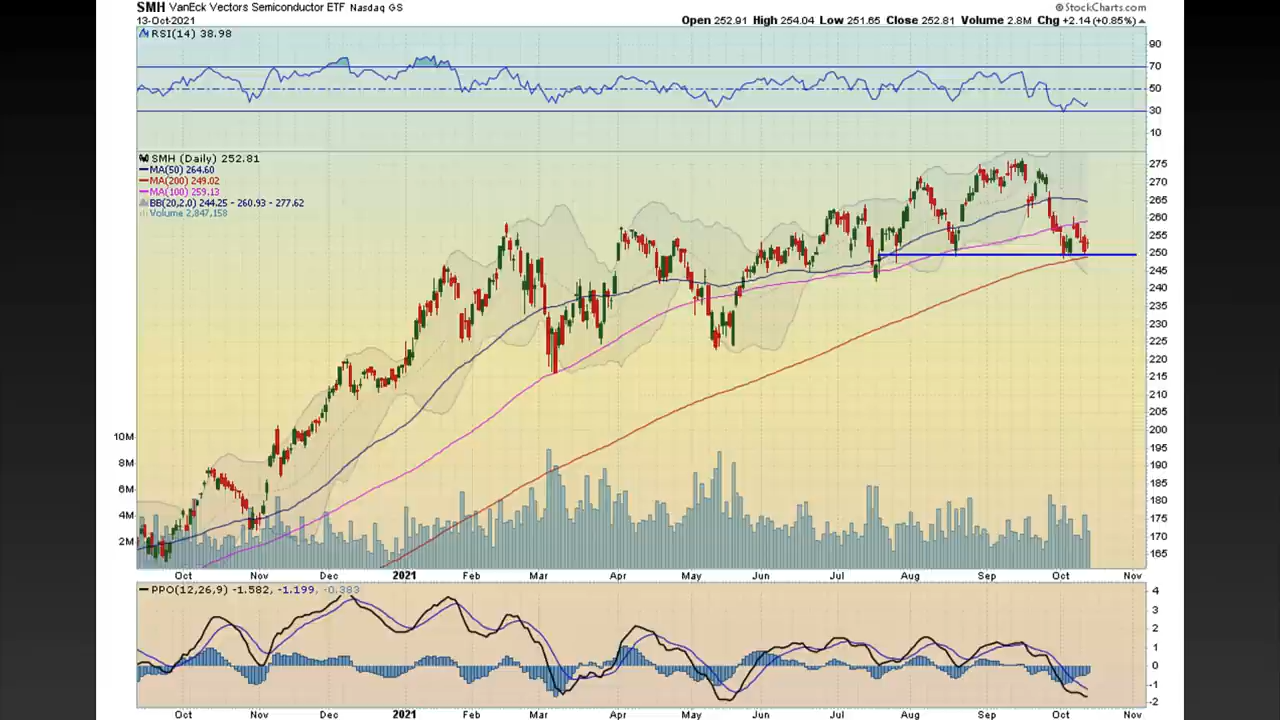 SMH VanEck Vectors Semiconductor ETF Nasdaq GS
© StockCharts.com
13-Oct-2021
Open 252.91 High 254.04 Low 251.65 Close 252.81 Volume 2.8M Chg +2.14 (+0.85%)
RSI(14) 38.98
90
70
50
30
10
SMH (Daily) 252.81
MA(50) 264.60
MA(200) 249.02
MA(100) 259.13
BB(20,2.0) 244.25 - 260.93 - 277.62
Volume 2,847,158
275
270
265
260
255
250
245
240
235
230
225
220
215
210
205
200
195
190
185
180
175
170
165
10M
8M
6M
4M
2M
Oct Nov Dec 2021 Feb Mar Apr May Jun Jul Aug Sep Oct Nov
PPO(12,26,9) -1.582, -1.199, -0.383
4
3
2
1
0
-1
-2
Oct Nov Dec 2021 Feb Mar Apr May Jun Jul Aug Sep Oct Nov